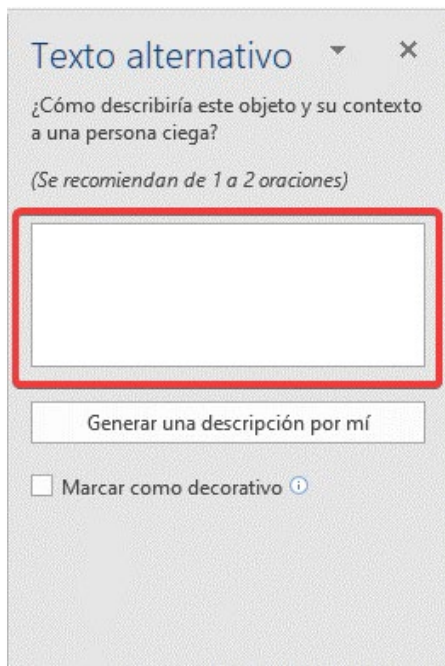 Texto alternativo
¿Cómo describiría este objeto y su contexto
a una persona ciega?
(Se recomiendan de 1 a 2 oraciones)
Generar una descripción por mí
Marcar como decorativo